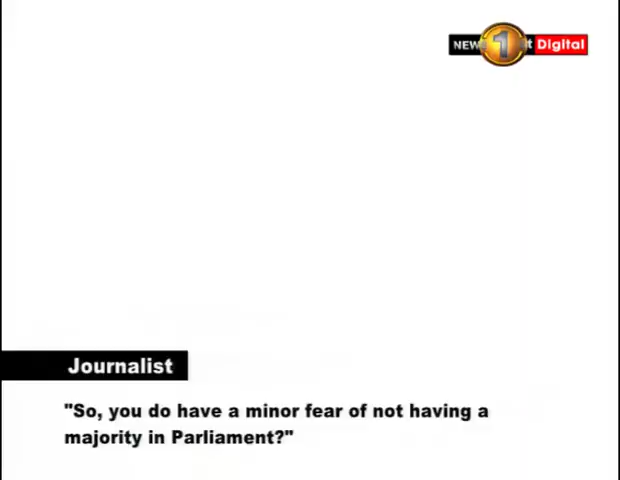 NEWS 1st Digital
Journalist
"So, you do have a minor fear of not having a
majority in Parliament?"